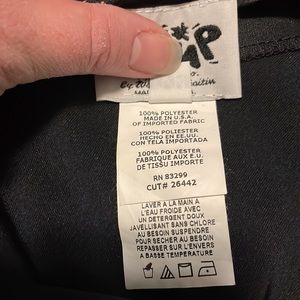 100% POLYESTER
MADE IN U.S.A.
OF IMPORTED FABRIC
100% POLIESTER
HECHO EN EE.UU.
CON TELA IMPORTADA
100% POLYESTER
FABRIQUE AUX E.U.
DE TISSU IMPORTE
RN 83299
CUT# 26442
LAVER A LA MAIN A
L'EAU FROIDE AVEC
UN DETERGENT DOUX
JAVELLISANT SANS CHLORE
AU BESOIN SUSPENDRE
POUR SÉCHER AU BESOIN
REPASSER SUR L'ENVERS
A BASSE TEMPÉRATURE